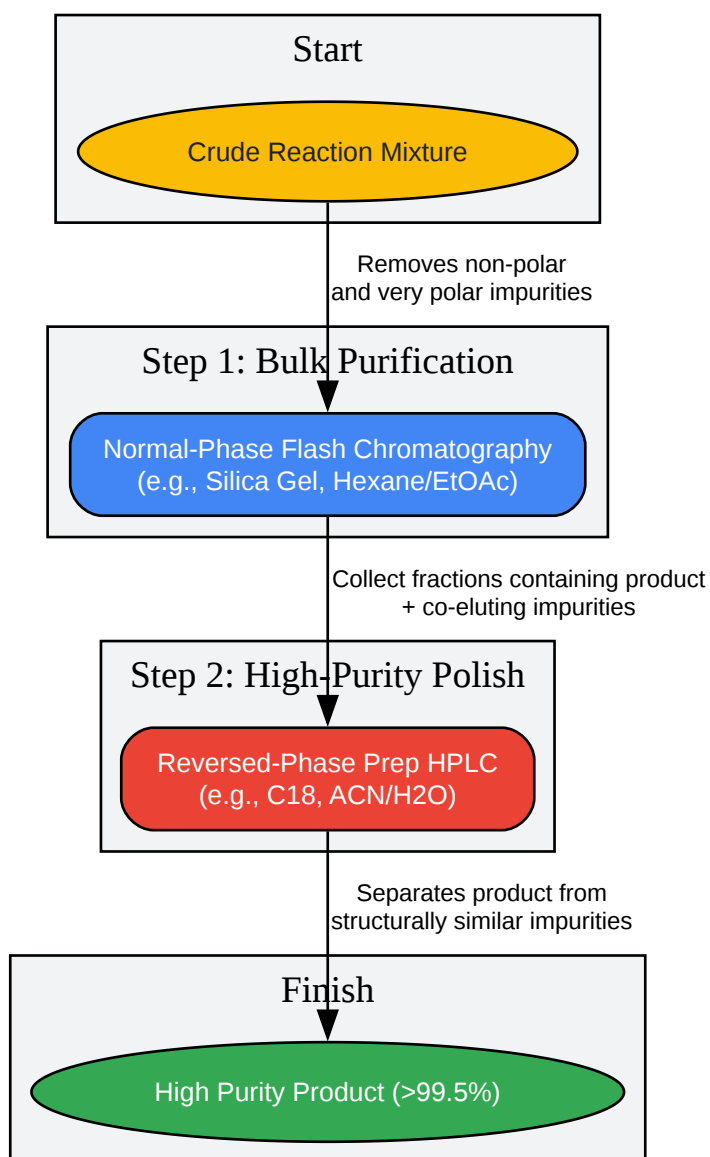 Start
Crude Reaction Mixture
Removes non-polar
and very polar impurities
Step 1: Bulk Purification
Normal-Phase Flash Chromatography
(e.g., Silica Gel, Hexane/EtOAc)
Collect fractions containing product
+ co-eluting impurities
Step 2: High-Purity Polish
Reversed-Phase Prep HPLC
(e.g., C18, ACN/H2O)
Separates product from
structurally similar impurities
Finish
High Purity Product (>99.5%)